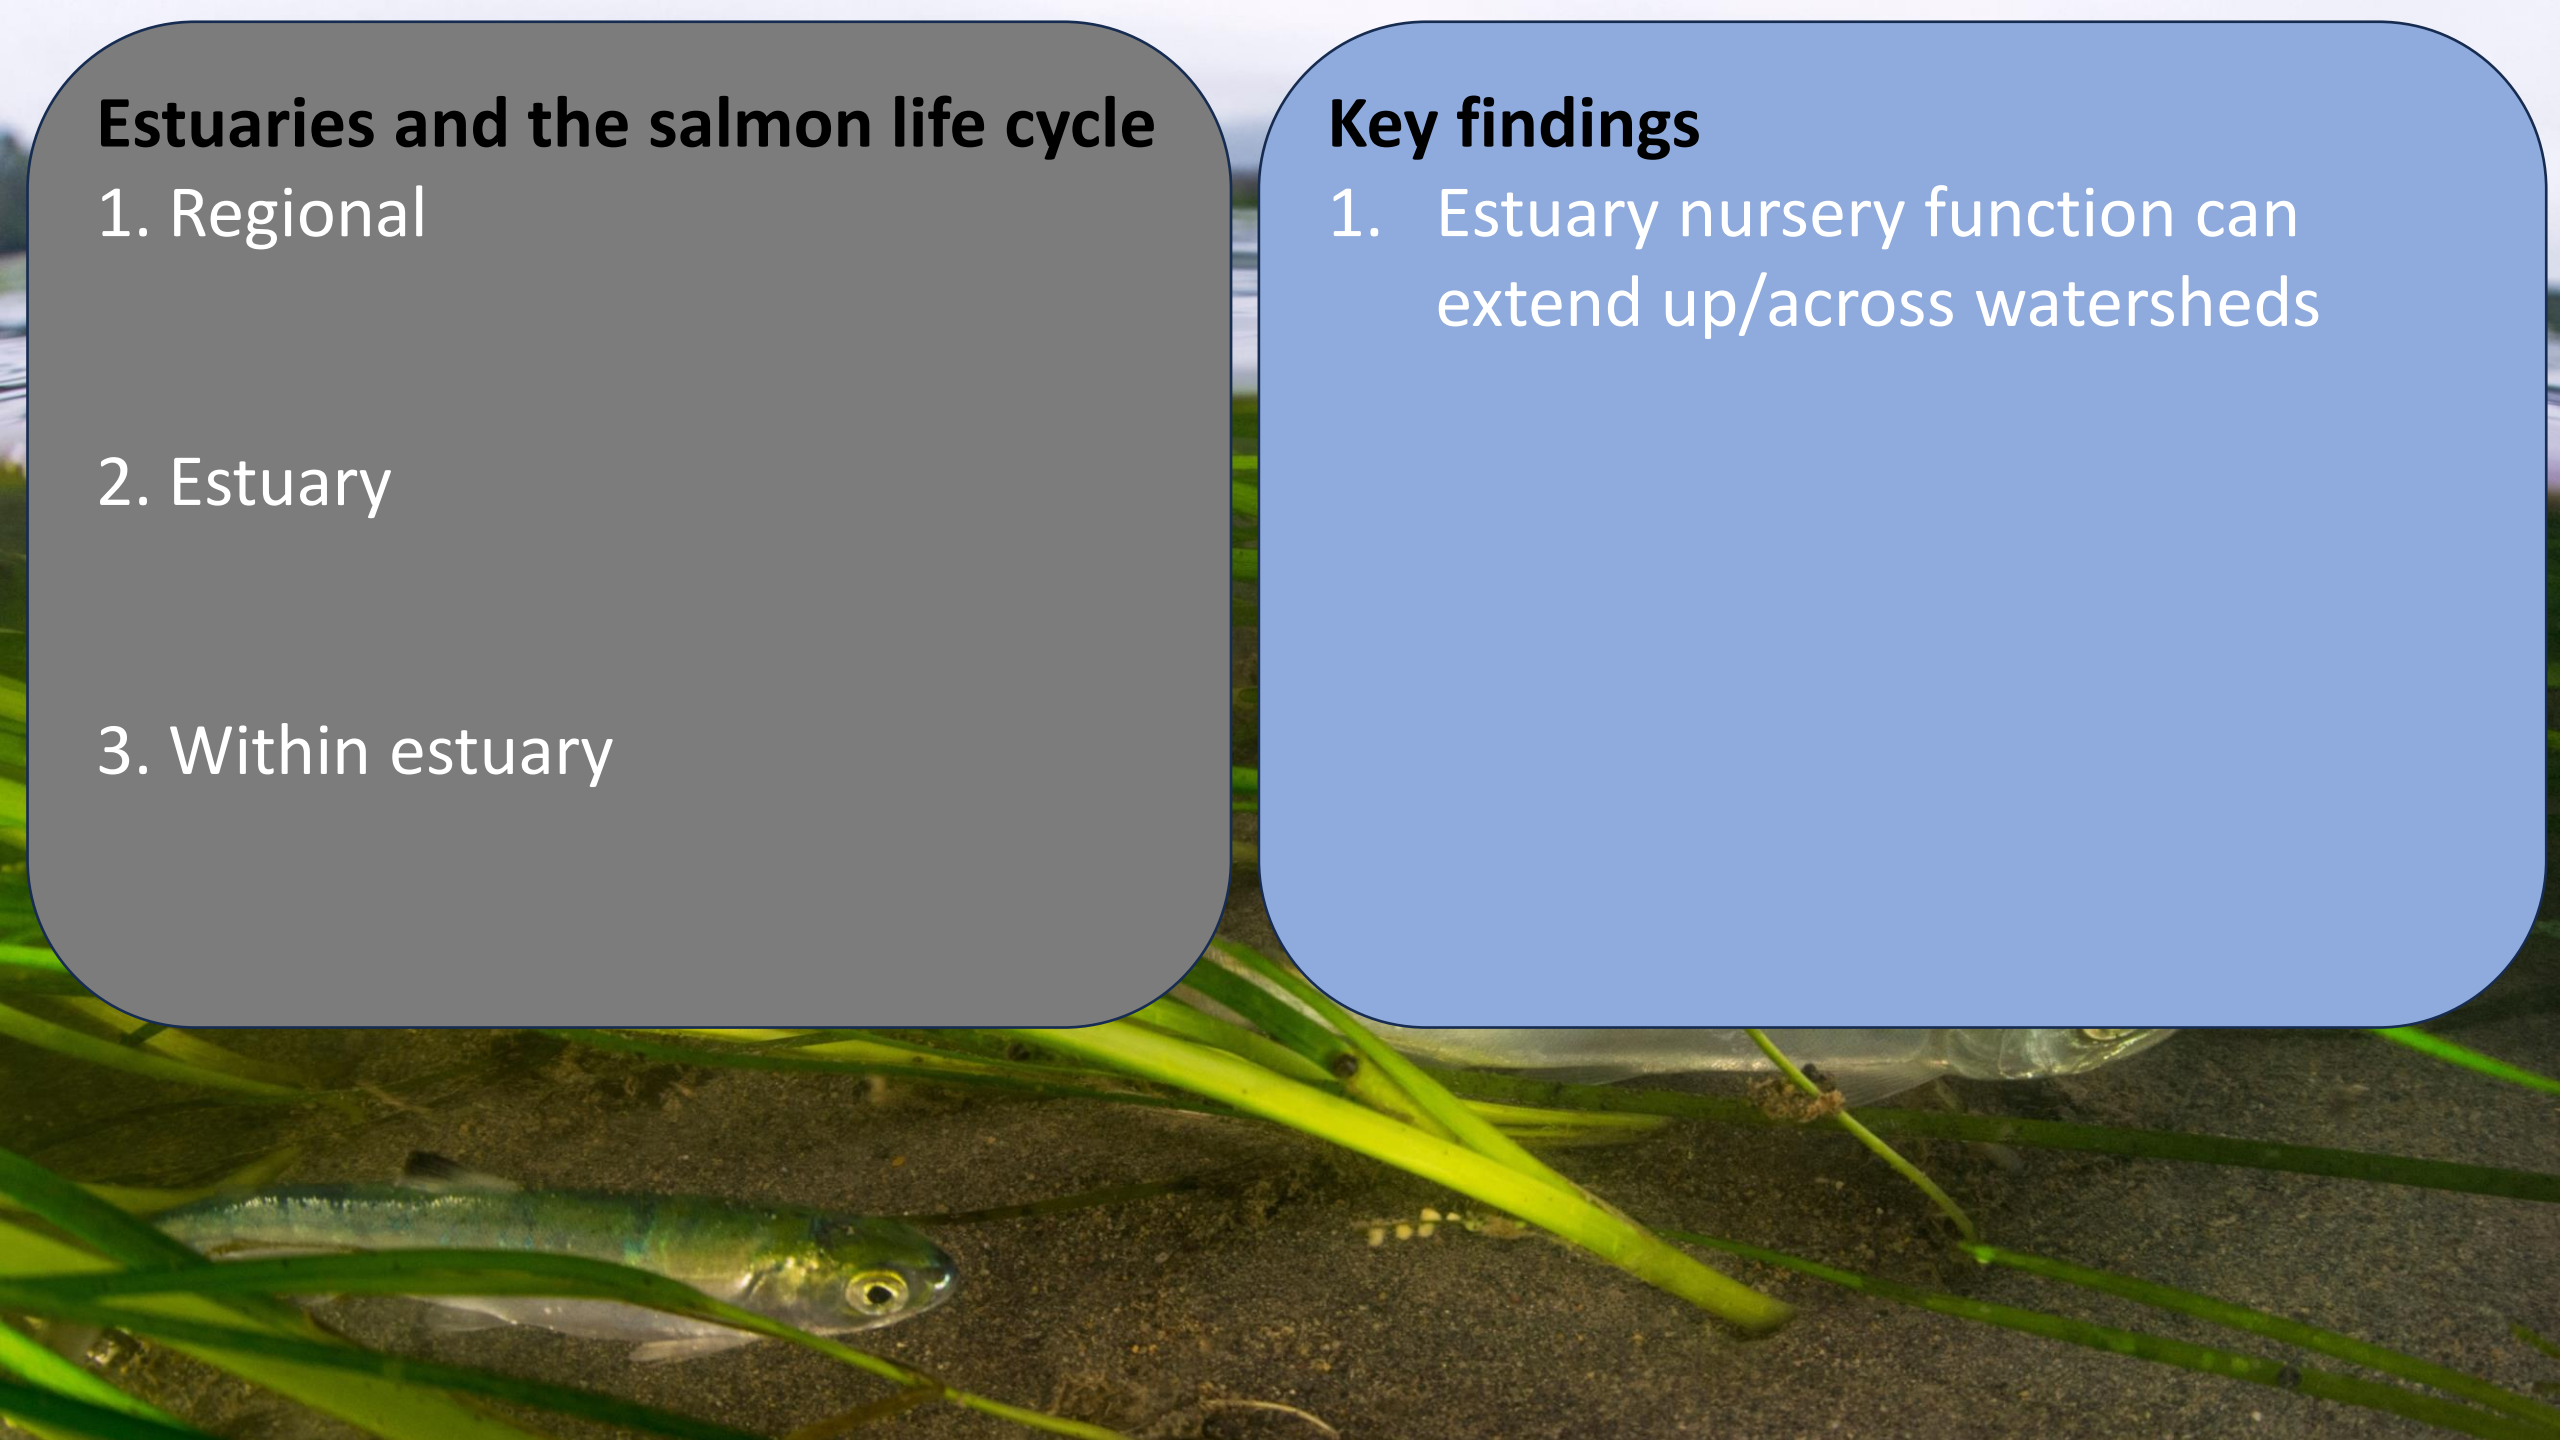 Estuaries and the salmon life cycle
1. Regional
2. Estuary
3. Within estuary
Key findings
1. Estuary nursery function can
extend up/across watersheds